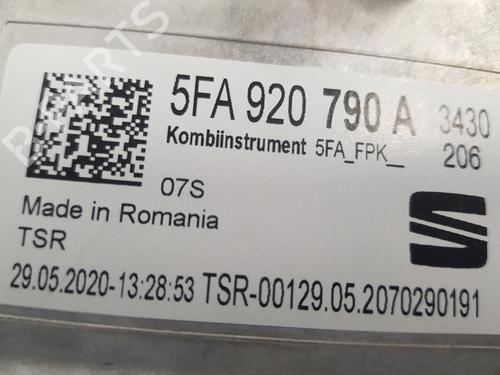 5FA 920 790 A 3430
Kombiinstrument 5FA_FPK__ 206
07S
Made in Romania
TSR
29.05.2020-13:28:53 TSR-00129.05.2070290191